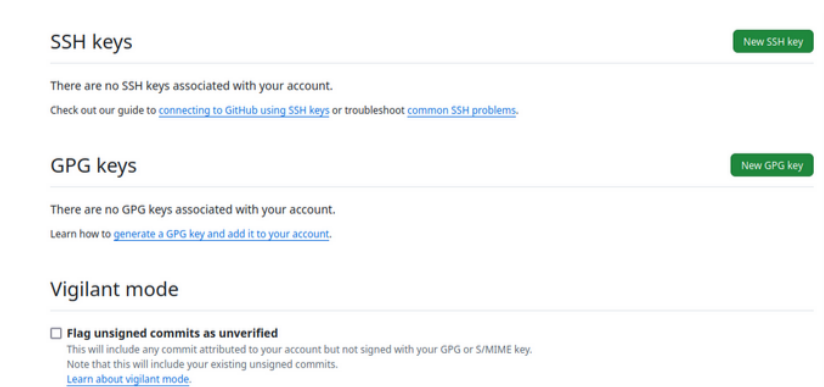 SSH keys
New SSH key
There are no SSH keys associated with your account.
Check out our guide to connecting to GitHub using SSH keys or troubleshoot common SSH problems.
GPG keys
New GPG key
There are no GPG keys associated with your account.
Learn how to generate a GPG key and add it to your account.
Vigilant mode
Flag unsigned commits as unverified
This will include any commit attributed to your account but not signed with your GPG or S/MIME key.
Note that this will include your existing unsigned commits.
Learn about vigilant mode.